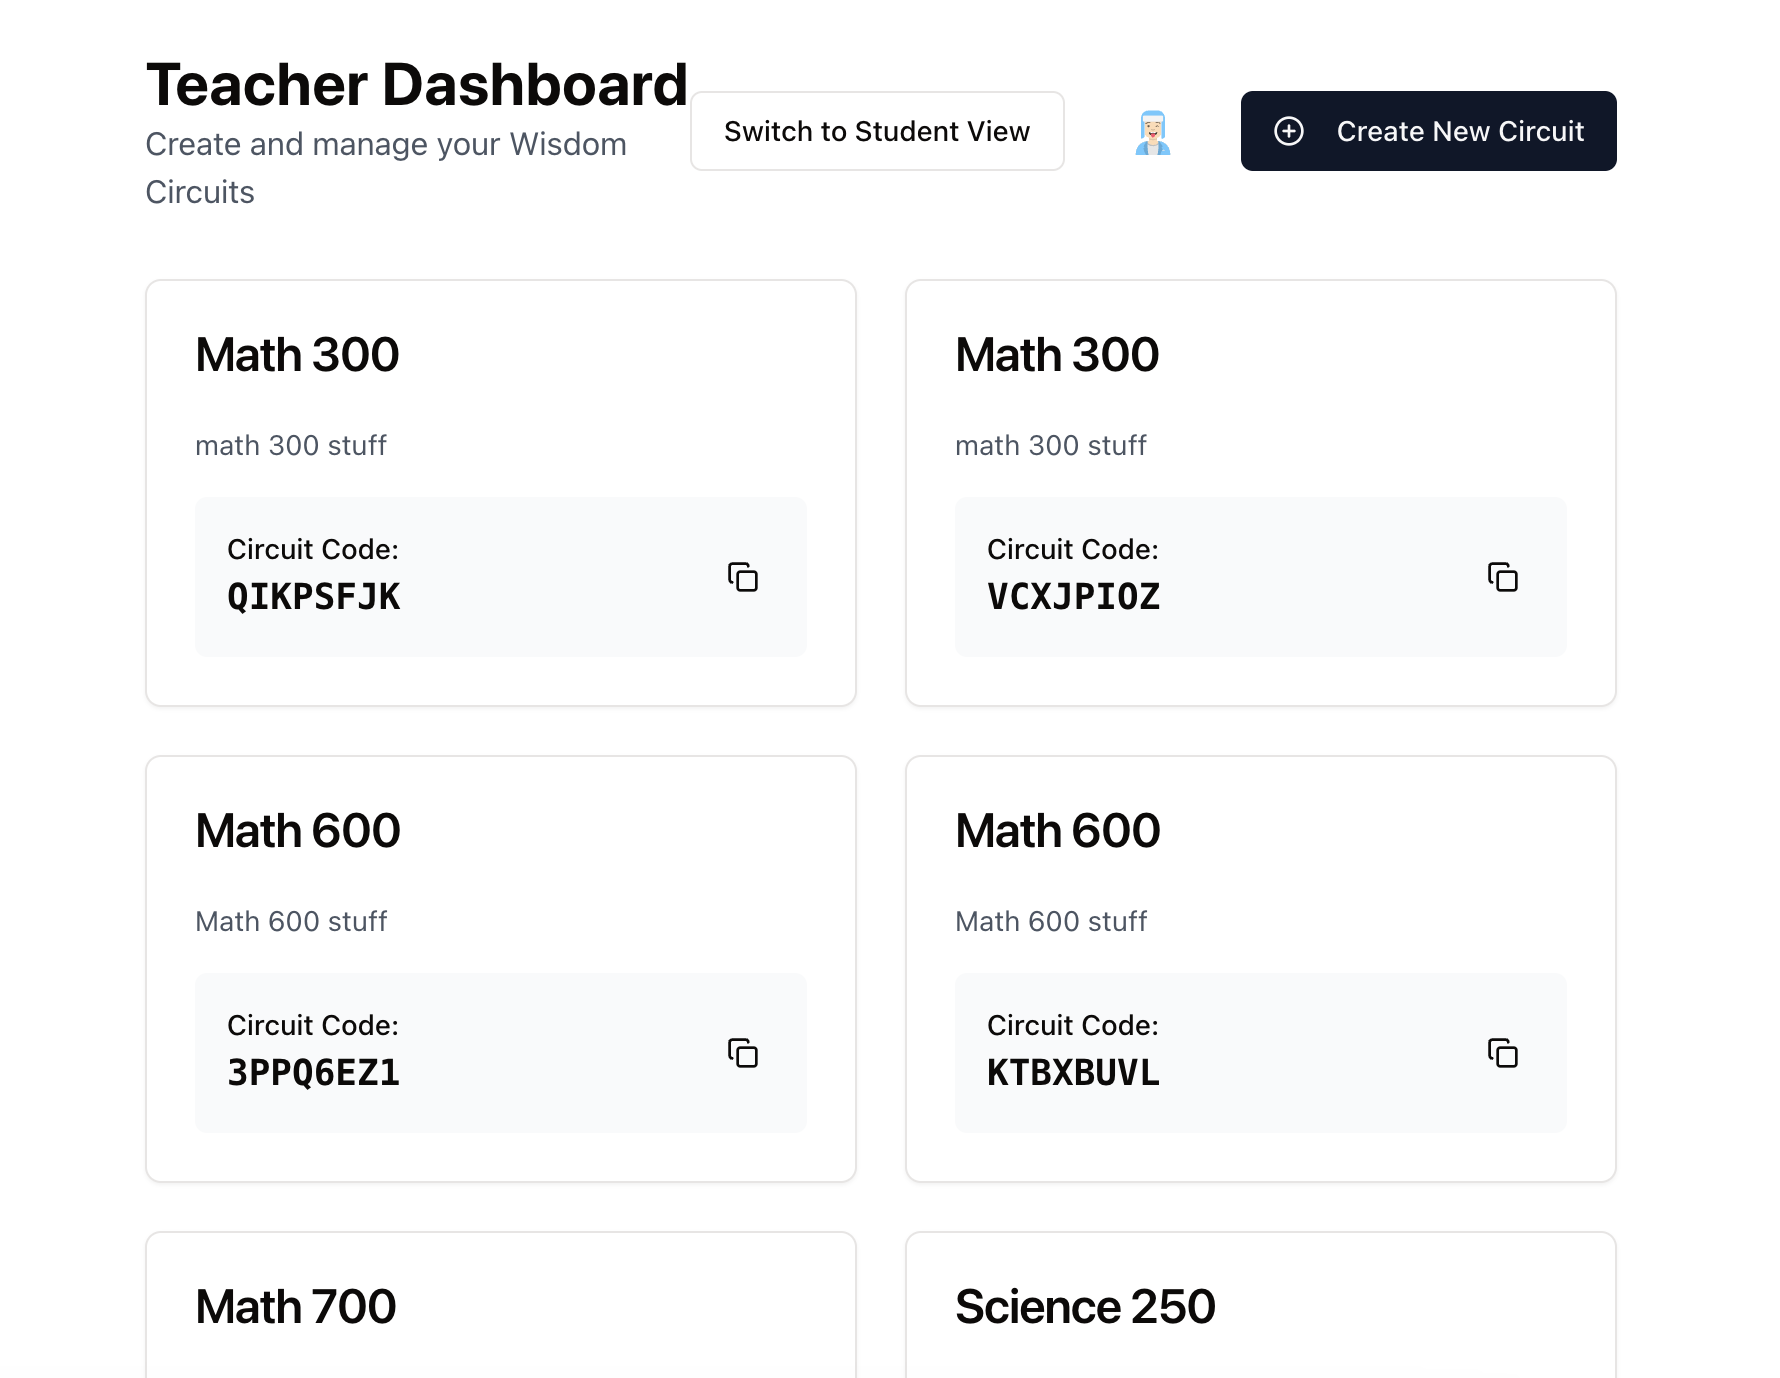 Teacher Dashboard
Create and manage your Wisdom
Circuits
Switch to Student View
Create New Circuit
Math 300
math 300 stuff
Circuit Code:
QIKPSFJK
Math 300
math 300 stuff
Circuit Code:
VCXJPIOZ
Math 600
Math 600 stuff
Circuit Code:
3PPQ6EZ1
Math 600
Math 600 stuff
Circuit Code:
KTBXBUVL
Math 700
Science 250